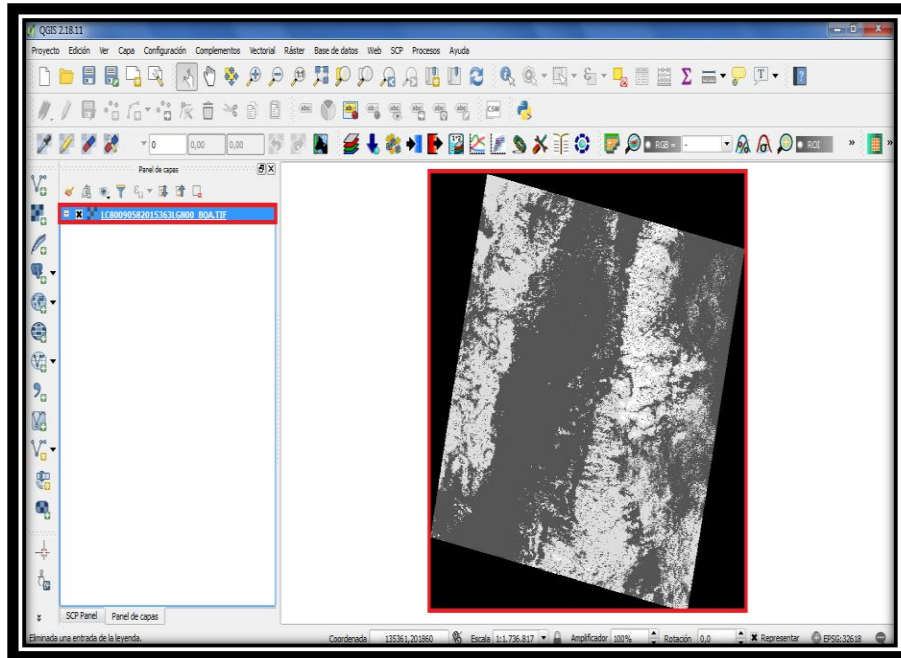 QGIS 2.18.11
Proyecto Edición Ver Capa Configuración Complementos Vectorial Ráster Base de datos Web SCP Procesos Ayuda
0 0,00 0,00 RGB = - ROI
Panel de capas
LC80090582015363LGN00_BQA.TIF
SCP Panel Panel de capas
Eliminada una entrada de la leyenda. Coordenada 135361,201860 Escala 1:1.736.817 Amplificador 100% Rotación 0,0 Representar EPSG:32618